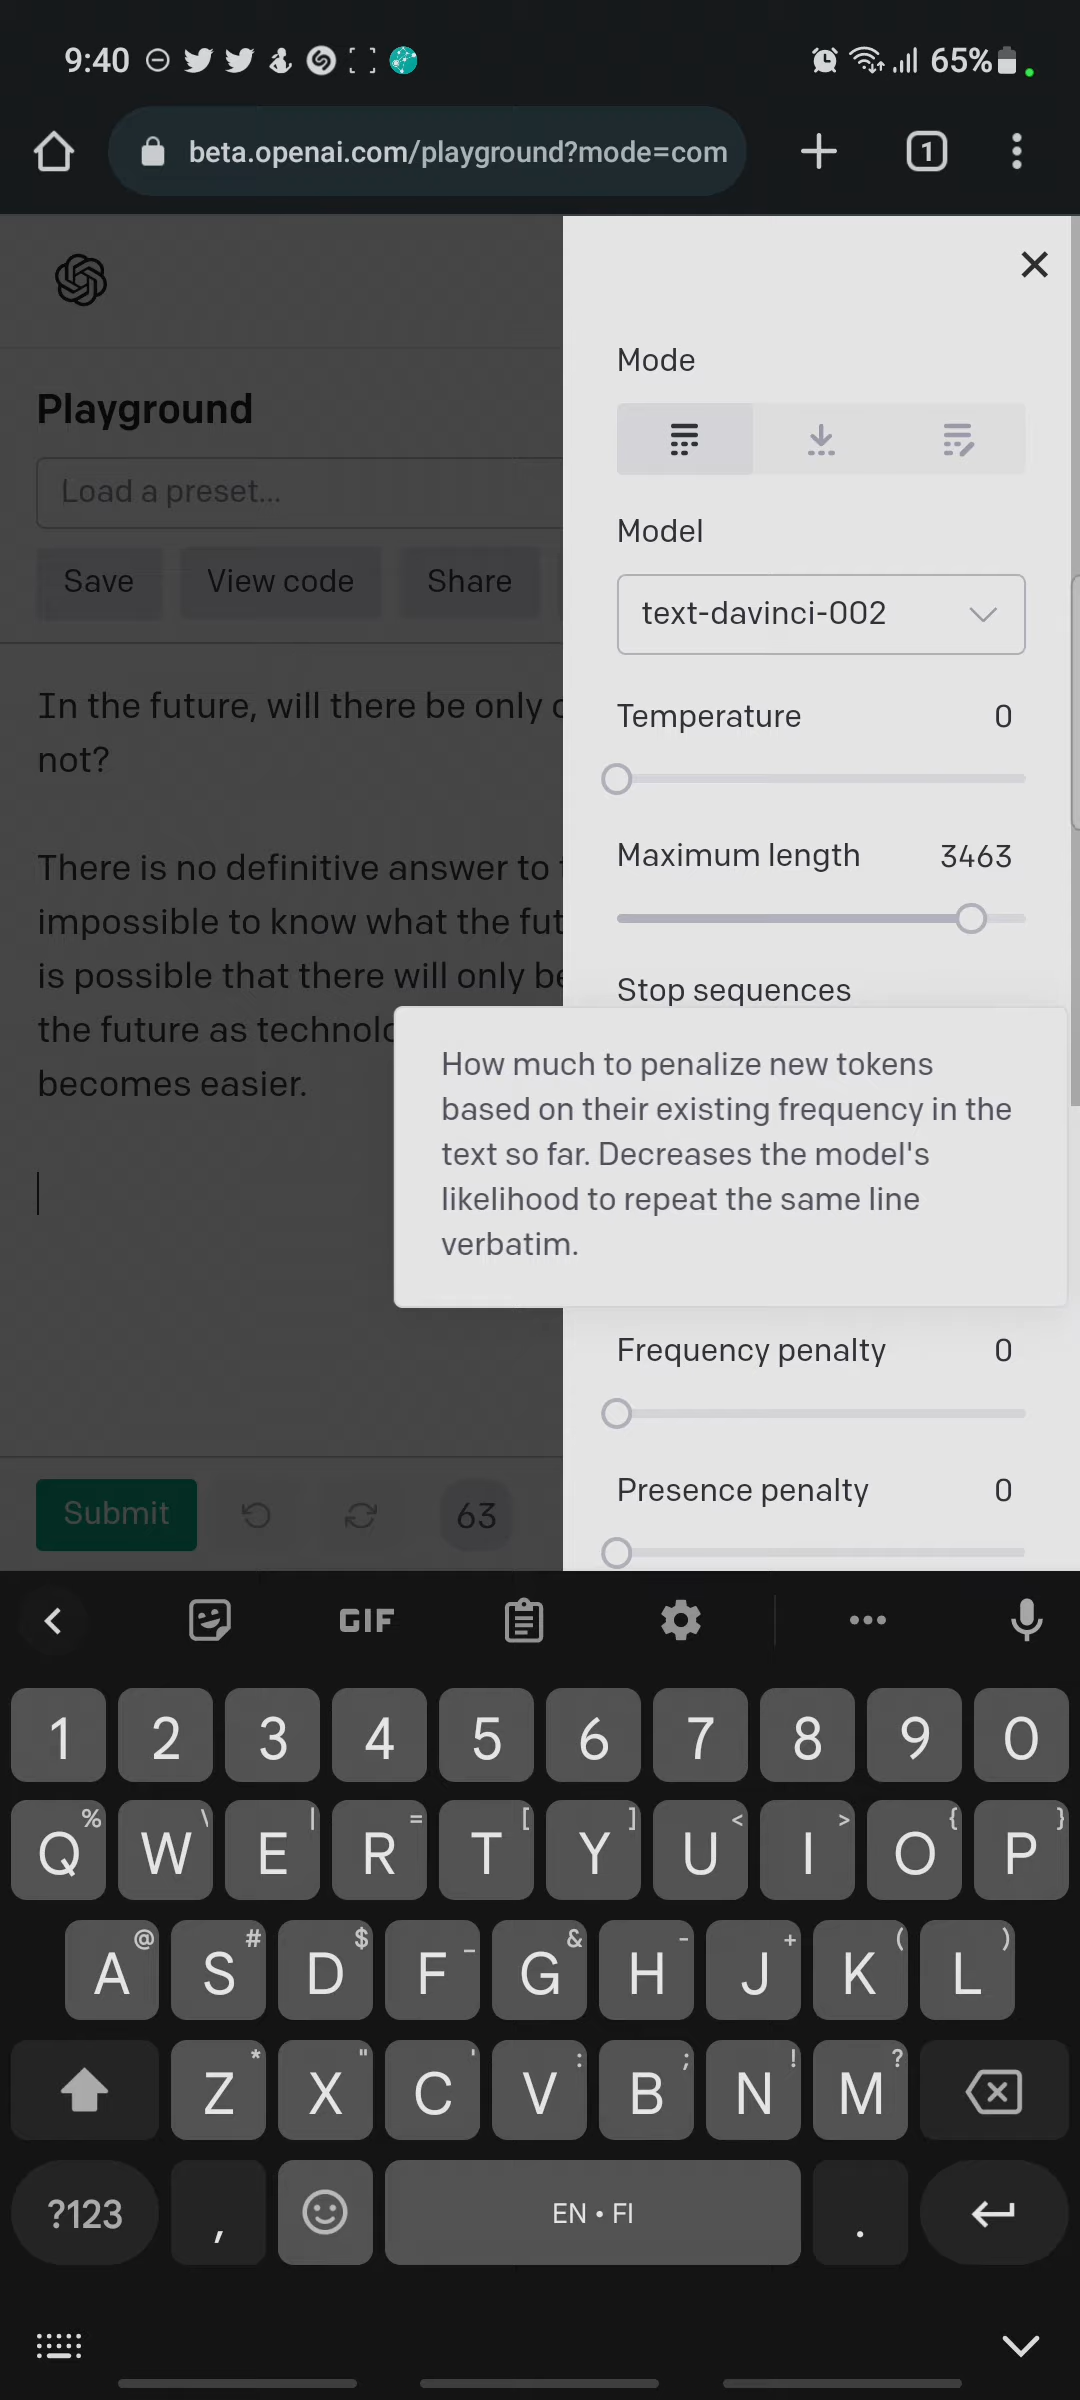 9:40
65%
beta.openai.com/playground?mode=com
1
Playground
Load a preset...
Save
View code
Share
In the future, will there be only
not?
There is no definitive answer to
impossible to know what the fut
is possible that there will only be
the future as technolo
becomes easier.
Submit
63
Mode
Model
text-davinci-002
Temperature 0
Maximum length 3463
Stop sequences
How much to penalize new tokens
based on their existing frequency in the
text so far. Decreases the model's
likelihood to repeat the same line
verbatim.
Frequency penalty 0
Presence penalty 0
GIF
1 2 3 4 5 6 7 8 9 0
% \ | = [ ] < > { }
Q W E R T Y U I O P
@ # $ _ & - + ( )
A S D F G H J K L
* " ' : ; ! ?
Z X C V B N M
?123 , EN • FI .